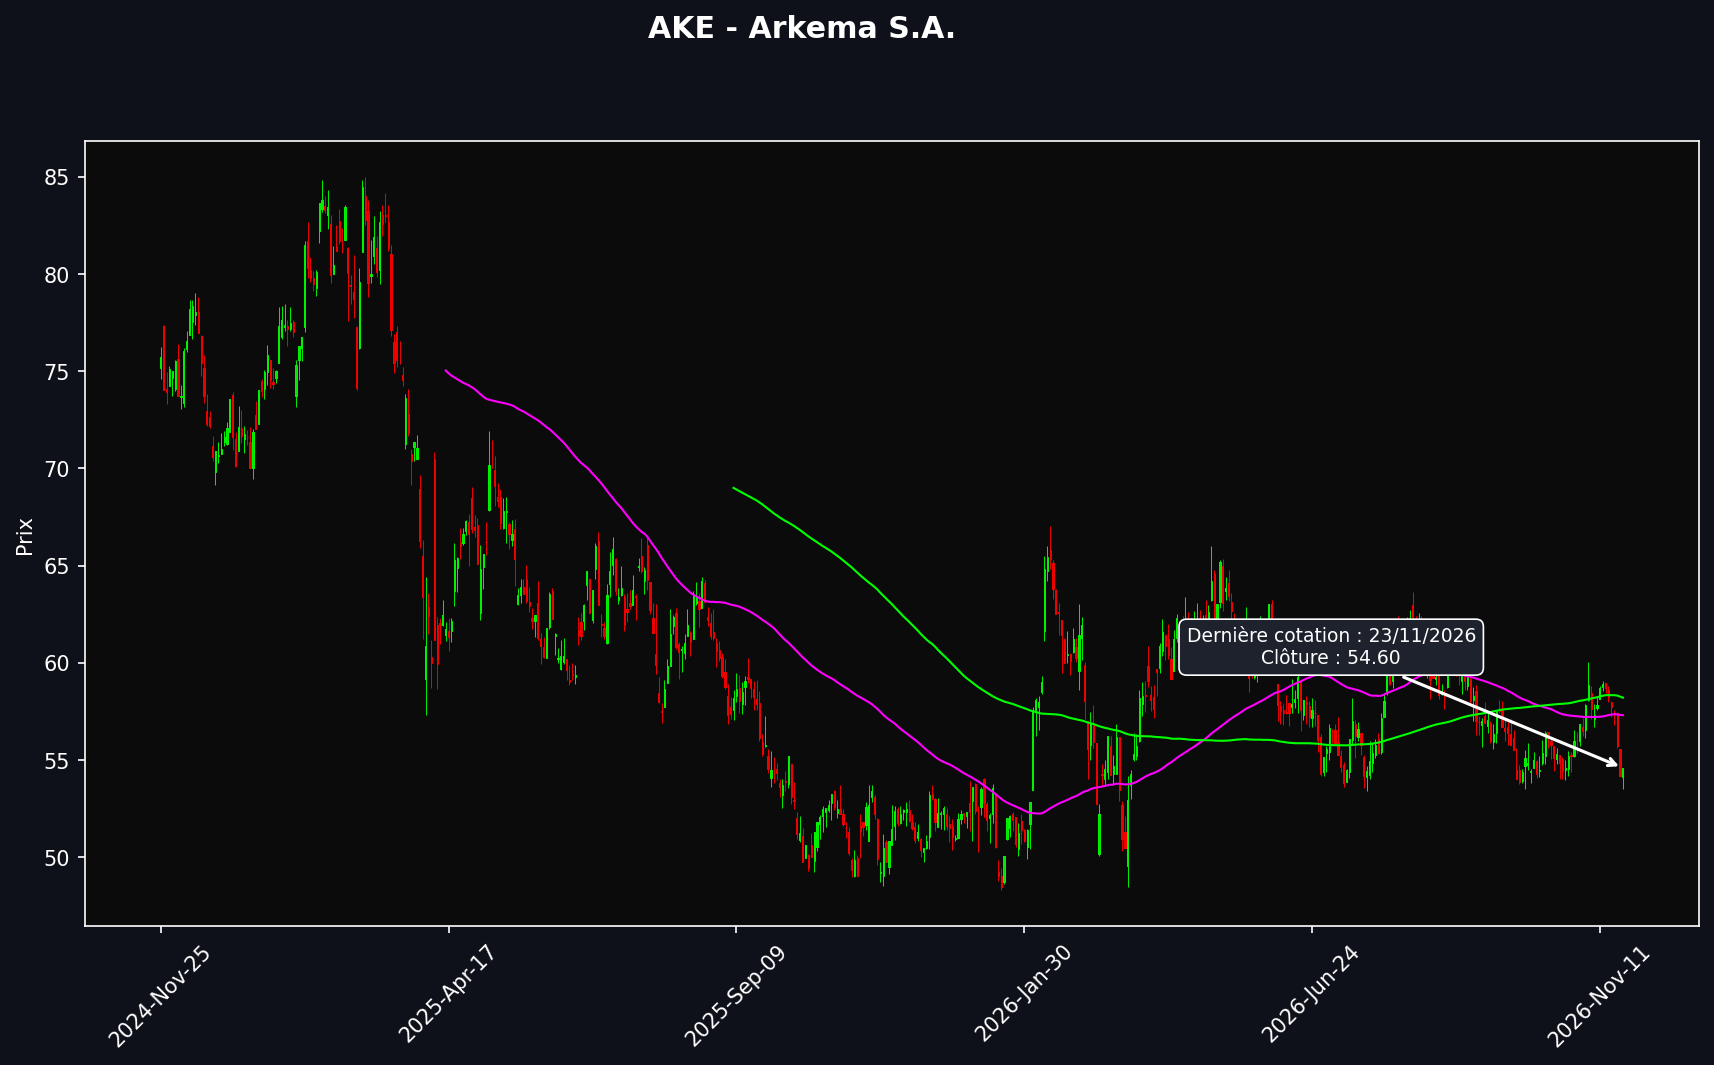 AKE - Arkema S.A.
Prix
85
80
75
70
65
60
55
50
Dernière cotation : 23/11/2026
Clôture : 54.60
2024-Nov-25
2025-Apr-17
2025-Sep-09
2026-Jan-30
2026-Jun-24
2026-Nov-11